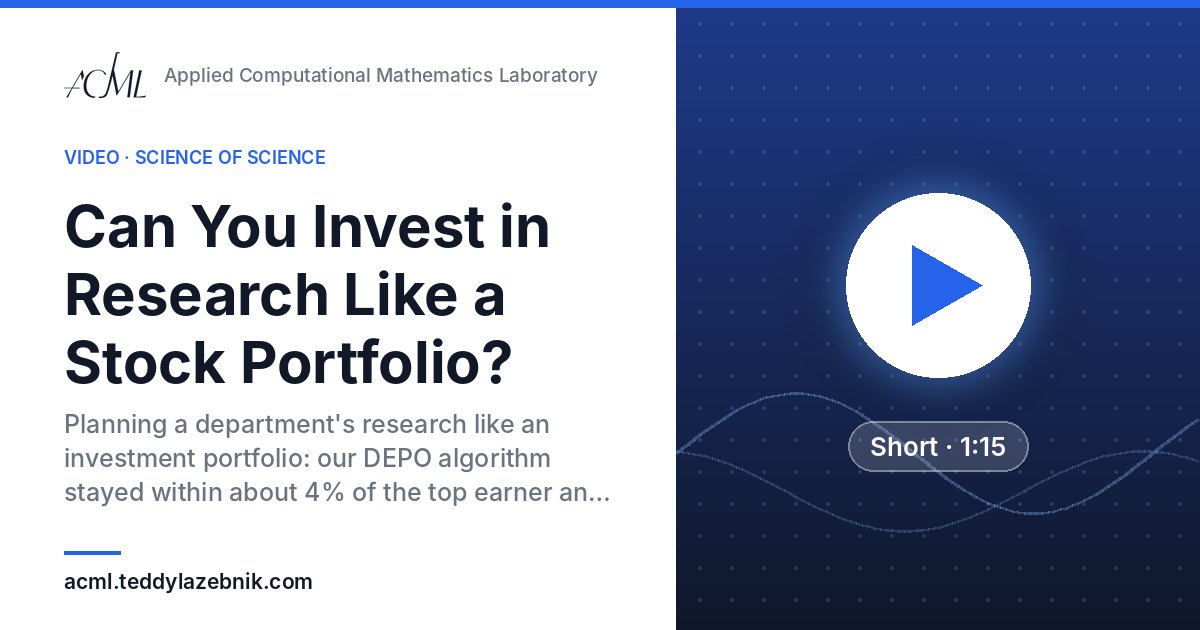 ACML Applied Computational Mathematics Laboratory
VIDEO · SCIENCE OF SCIENCE
Can You Invest in
Research Like a
Stock Portfolio?
Planning a department's research like an
investment portfolio: our DEPO algorithm
stayed within about 4% of the top earner an...
acml.teddylazebnik.com
Short · 1:15